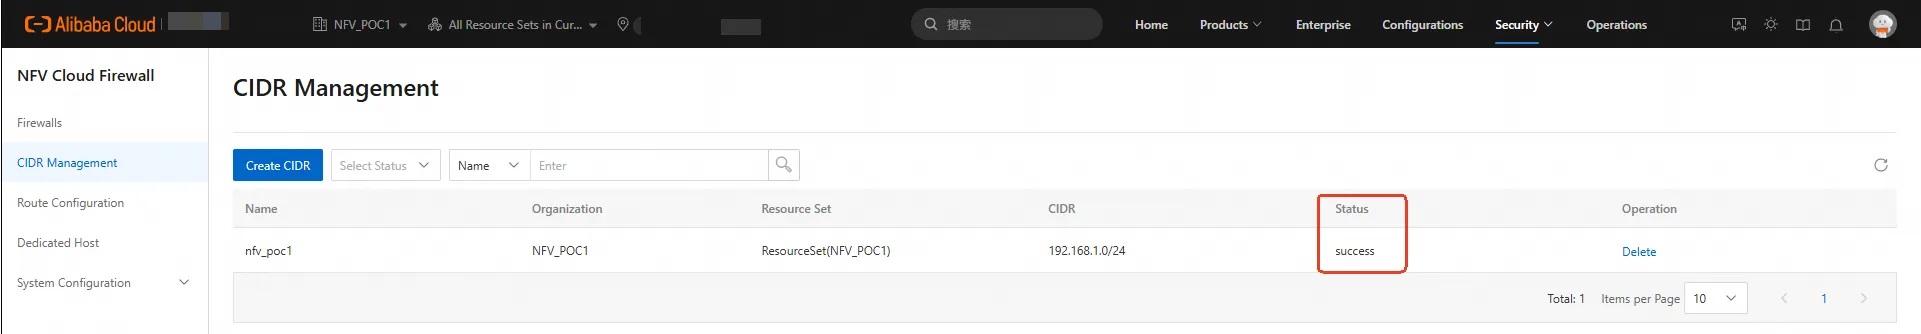 Alibaba Cloud NFV_POC1 All Resource Sets in Cur... 搜索 Home Products Enterprise Configurations Security Operations
NFV Cloud Firewall
Firewalls
CIDR Management
Route Configuration
Dedicated Host
System Configuration
CIDR Management
Create CIDR Select Status Name Enter
Name Organization Resource Set CIDR Status Operation
nfv_poc1 NFV_POC1 ResourceSet(NFV_POC1) 192.168.1.0/24 success Delete
Total: 1 Items per Page 10 1